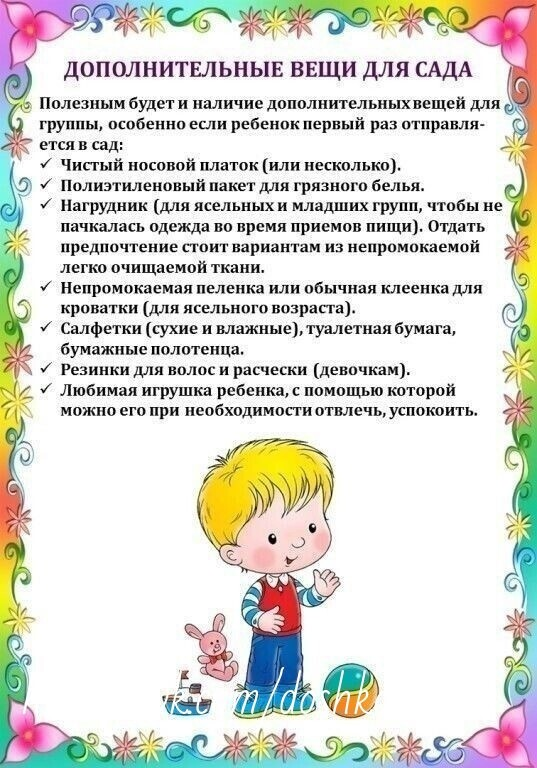 ДОПОЛНИТЕЛЬНЫЕ ВЕЩИ ДЛЯ САДА
Полезным будет и наличие дополнительных вещей для
группы, особенно если ребенок первый раз отправля-
ется в сад:
✓ Чистый носовой платок (или несколько).
✓ Полиэтиленовый пакет для грязного белья.
✓ Нагрудник (для ясельных и младших групп, чтобы не
пачкалась одежда во время приемов пищи). Отдать
предпочтение стоит вариантам из непромокаемой
легко очищаемой ткани.
✓ Непромокаемая пеленка или обычная клеенка для
кроватки (для ясельного возраста).
✓ Салфетки (сухие и влажные), туалетная бумага,
бумажные полотенца.
✓ Резинки для волос и расчески (девочкам).
✓ Любимая игрушка ребенка, с помощью которой
можно его при необходимости отвлечь, успокоить.